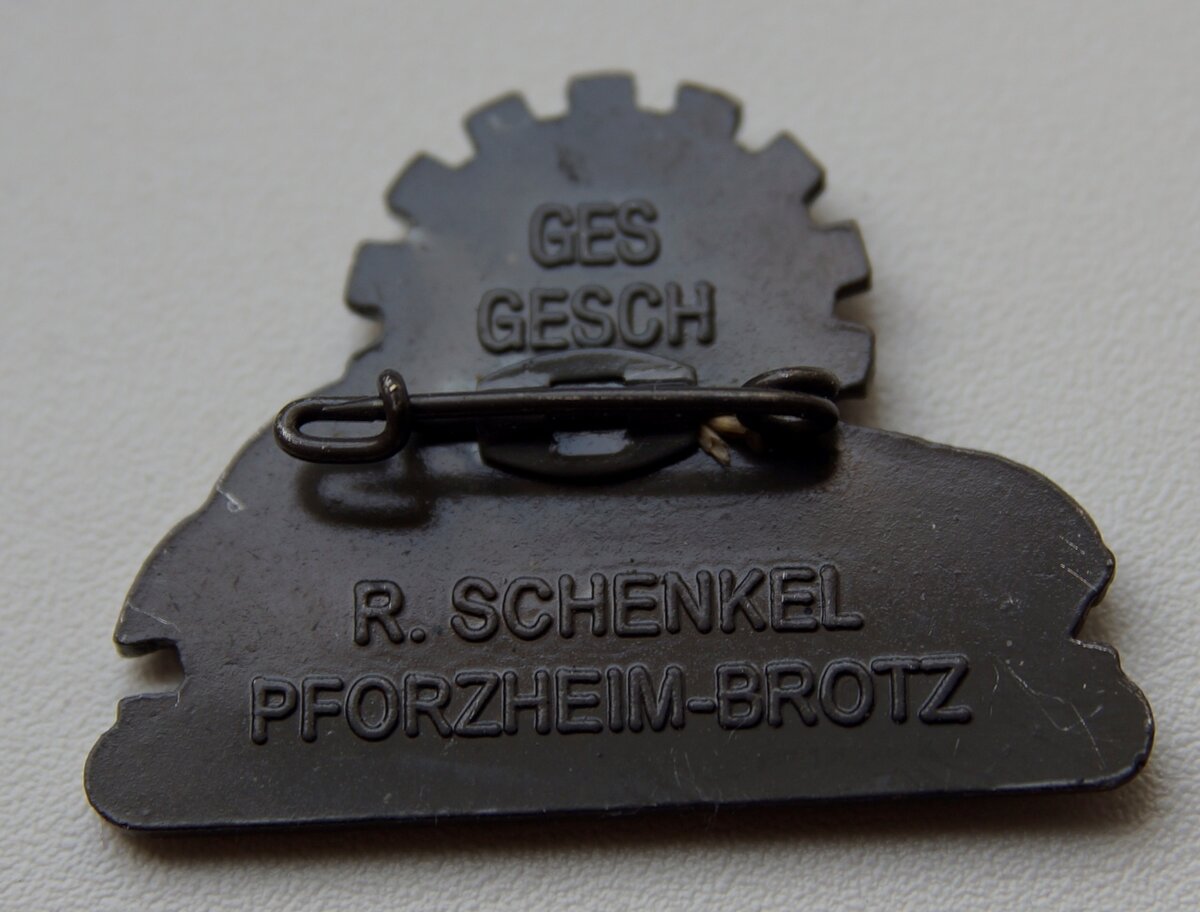 GES
GESCH
R. SCHENKEL
PFORZHEIM-BROTZ